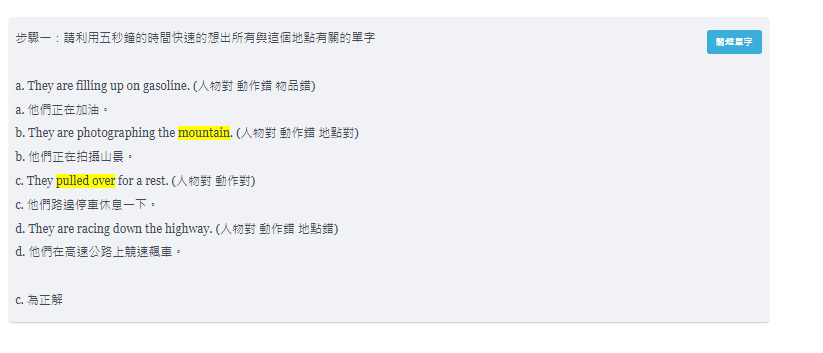 步驟一：請利用五秒鐘的時間快速的想出所有與這個地點有關的單字
關鍵單字
a. They are filling up on gasoline. (人物對 動作錯 物品錯)
a. 他們正在加油。
b. They are photographing the mountain. (人物對 動作錯 地點對)
b. 他們正在拍攝山景。
c. They pulled over for a rest. (人物對 動作對)
c. 他們路邊停車休息一下。
d. They are racing down the highway. (人物對 動作錯 地點錯)
d. 他們在高速公路上競速飆車。
c. 為正解